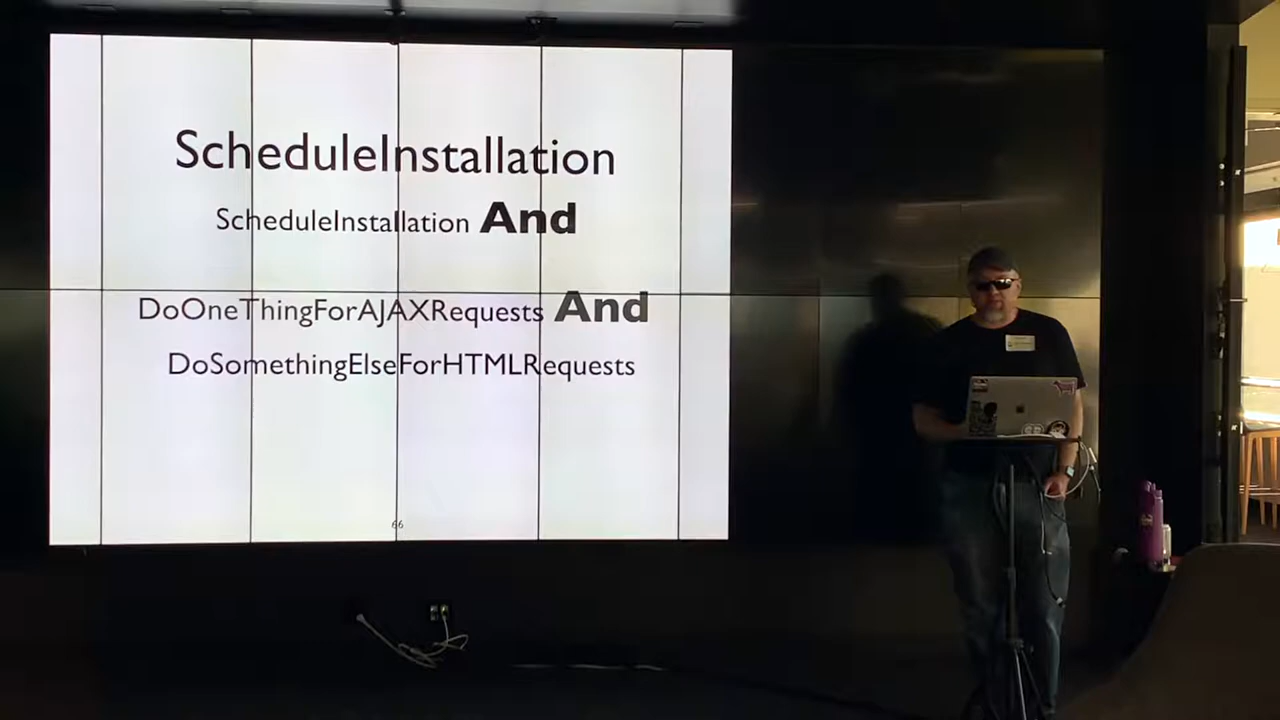 ScheduleInstallation
ScheduleInstallation And
DoOneThingForAJAXRequests And
DoSomethingElseForHTMLRequests
66